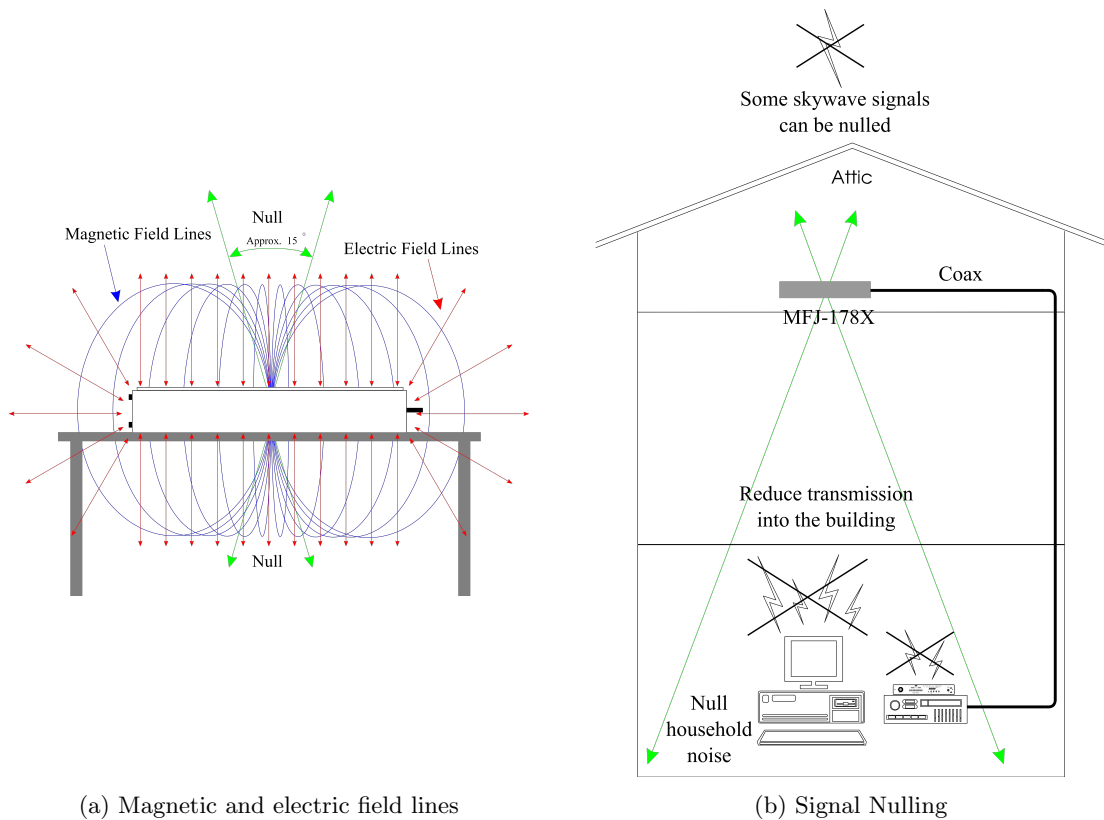 Null
Approx. 15 °
Magnetic Field Lines
Electric Field Lines
Null
(a) Magnetic and electric field lines
Some skywave signals
can be nulled
Attic
Coax
MFJ-178X
Reduce transmission
into the building
Null
household
noise
(b) Signal Nulling